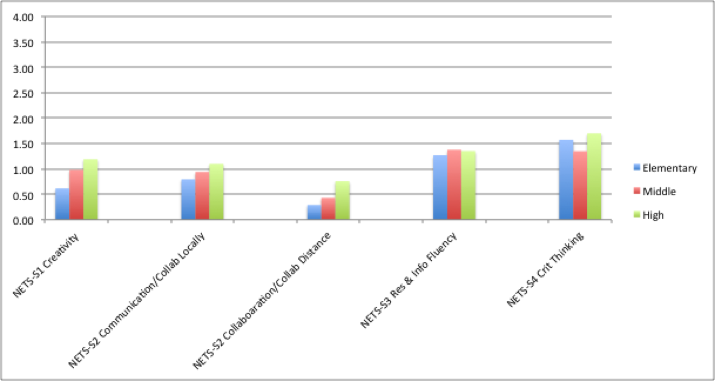 4.00
3.50
3.00
2.50
2.00
1.50
1.00
0.50
0.00
NETS-S1 Creativity
NETS-S2 Communication/Collab Locally
NETS-S2 Collaboaration/Collab Distance
NETS-S3 Res & Info Fluency
NETS-S4 Crit Thinking
Elementary
Middle
High